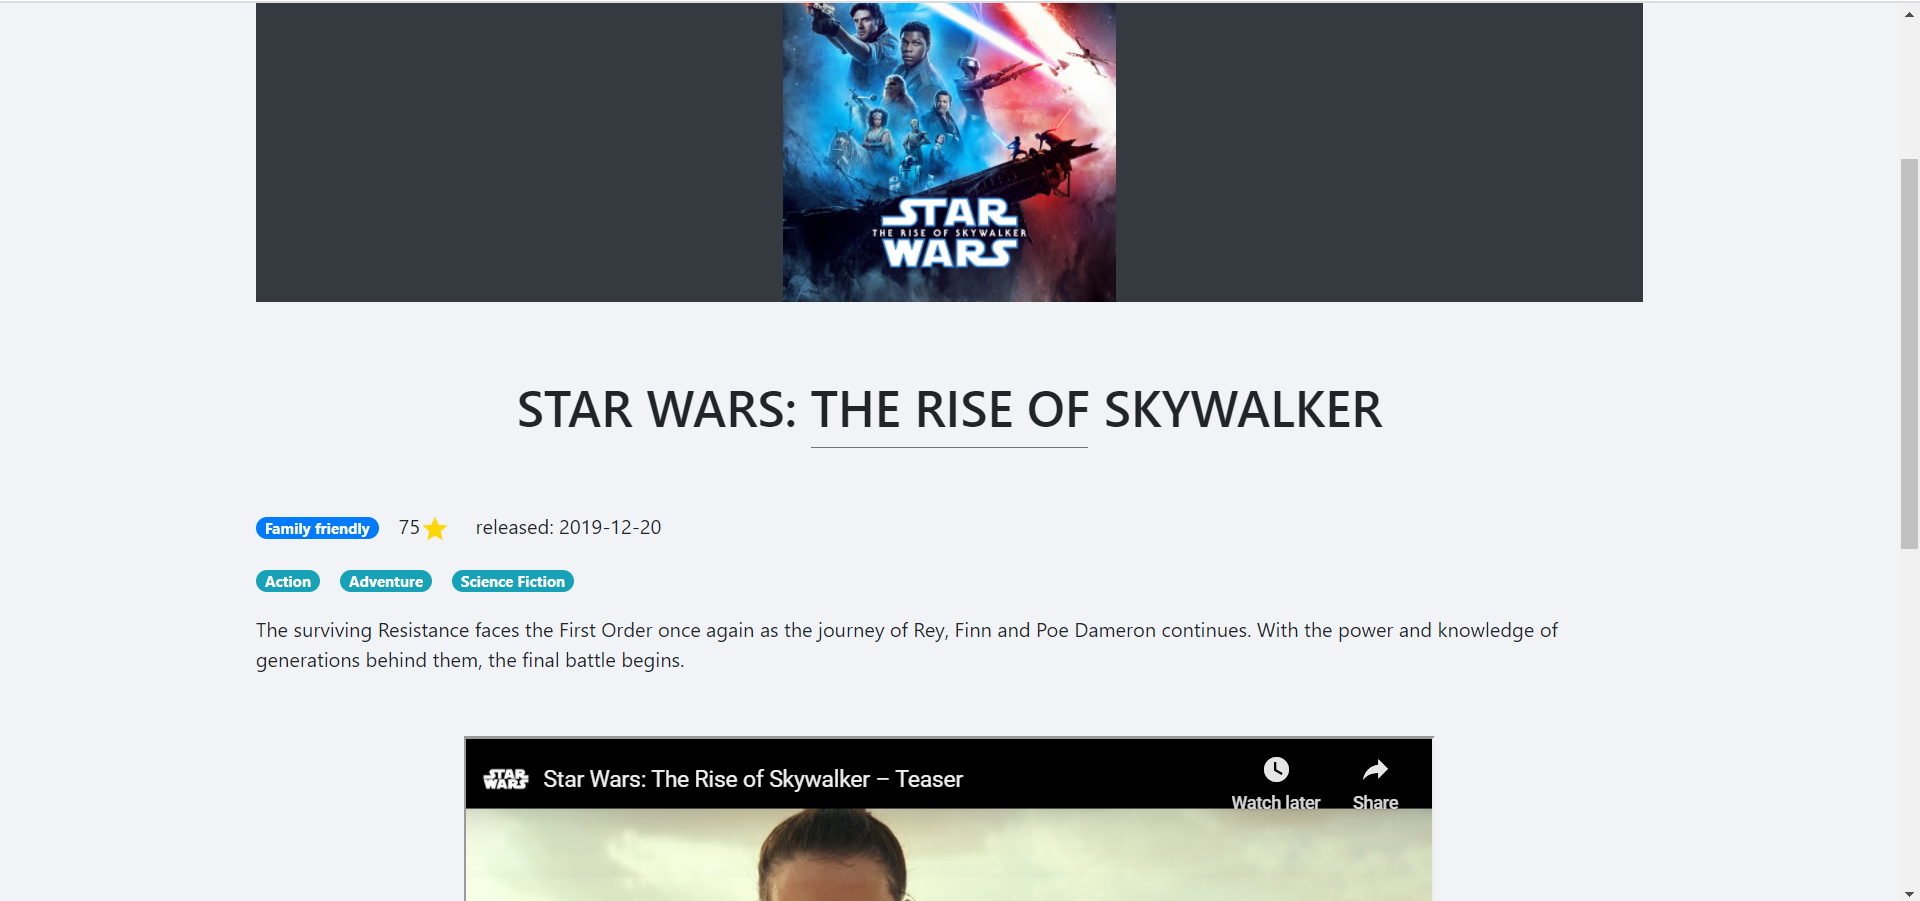 STAR
THE RISE OF SKYWALKER
WARS
STAR WARS: THE RISE OF SKYWALKER
Family friendly 75 released: 2019-12-20
Action Adventure Science Fiction
The surviving Resistance faces the First Order once again as the journey of Rey, Finn and Poe Dameron continues. With the power and knowledge of
generations behind them, the final battle begins.
STAR
WARS
Star Wars: The Rise of Skywalker – Teaser
Watch later Share